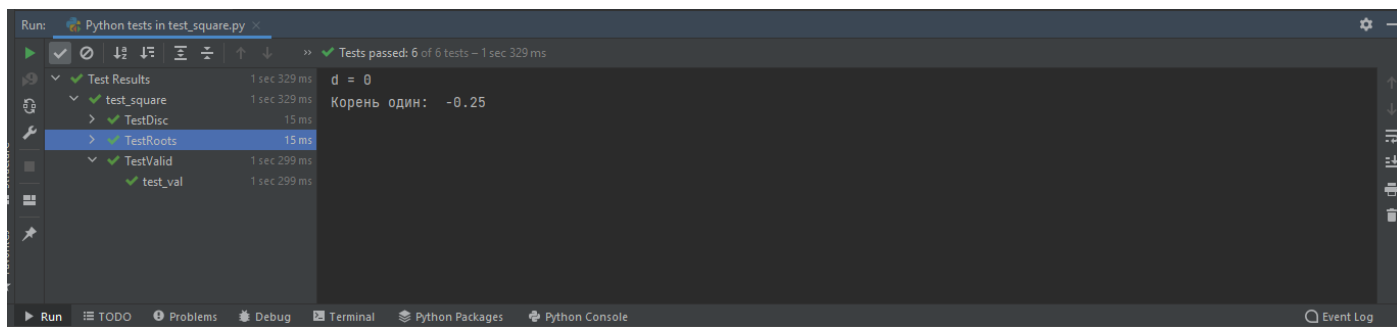 Run: Python tests in test_square.py
Tests passed: 6 of 6 tests – 1 sec 329 ms
Test Results 1 sec 329 ms
test_square 1 sec 329 ms
TestDisc 15 ms
TestRoots 15 ms
TestValid 1 sec 299 ms
test_val 1 sec 299 ms
d = 0
Корень один:  -0.25
Run TODO Problems Debug Terminal Python Packages Python Console Event Log